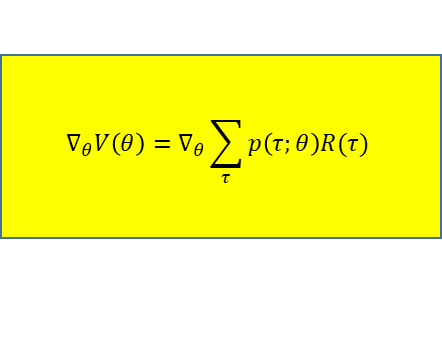 ∇θV(θ) = ∇θ ∑τ p(τ; θ)R(τ)